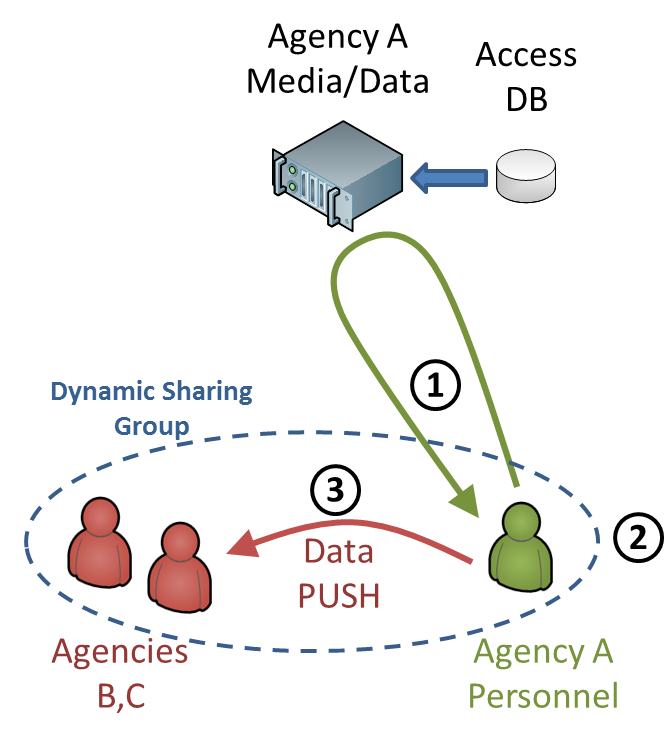 Agency A
Media/Data
Access
DB
1
Dynamic Sharing
Group
3
2
Data
PUSH
Agencies
B,C
Agency A
Personnel